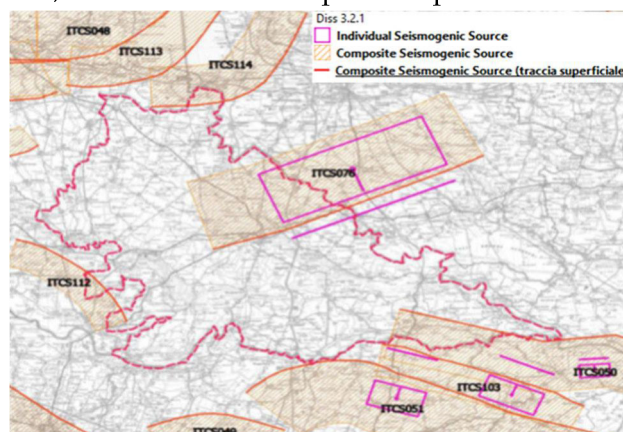 Diss 3.2.1
Individual Seismogenic Source
Composite Seismogenic Source
Composite Seismogenic Source (traccia superficiale
ITCS048
ITCS113
ITCS114
ITCS076
ITCS112
ITCS050
ITCS103
ITCS051
ITCS049